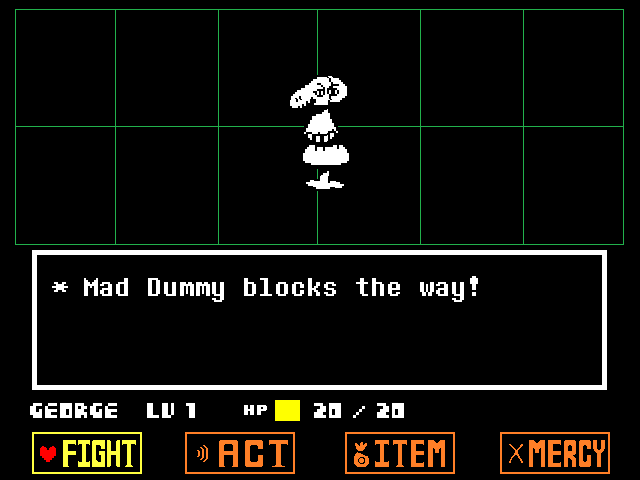 * Mad Dummy blocks the way!
GEORGE LV 1 HP 20 / 20
FIGHT ACT ITEM MERCY